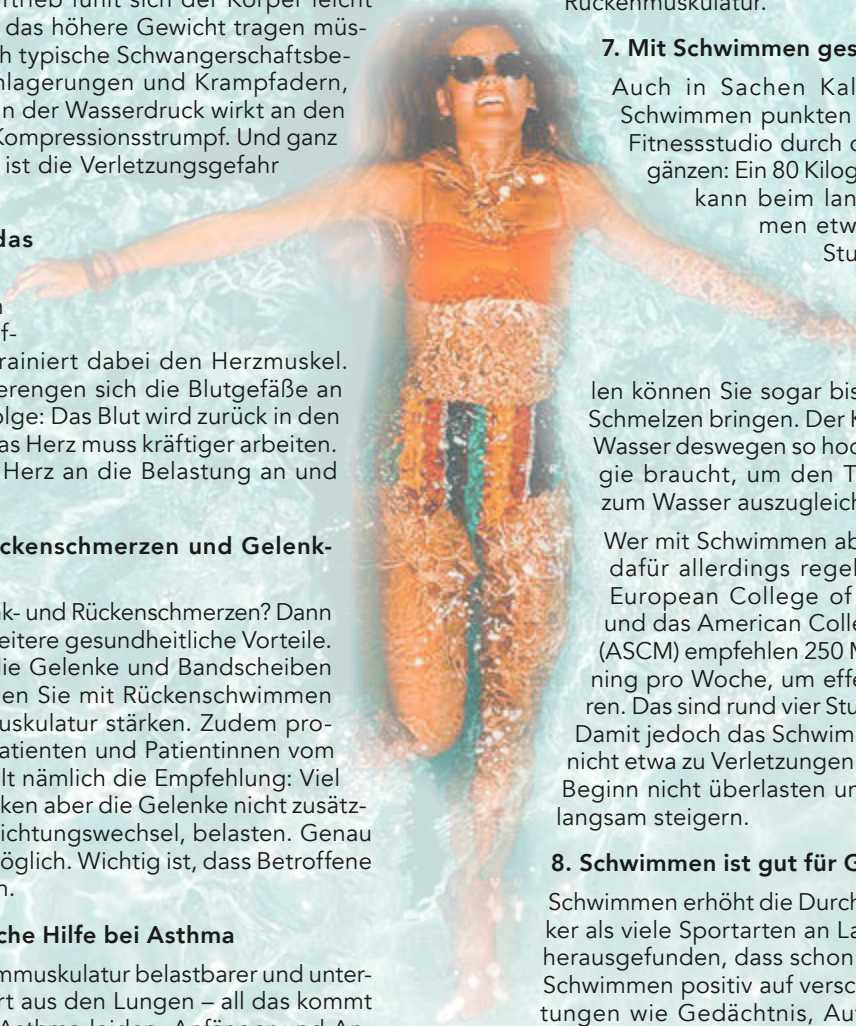 das höhere Gewicht tragen müs-
h typische Schwangerschaftsbe-
nlagerungen und Krampfadern,
n der Wasserdruck wirkt an den
Kompressionsstrumpf. Und ganz
ist die Verletzungsgefahr
das
n
f-
rainiert dabei den Herzmuskel.
erengen sich die Blutgefäße an
olge: Das Blut wird zurück in den
as Herz muss kräftiger arbeiten.
Herz an die Belastung an und
ückenschmerzen und Gelenk-
nk- und Rückenschmerzen? Dann
eitere gesundheitliche Vorteile.
die Gelenke und Bandscheiben
nen Sie mit Rückenschwimmen
uskulatur stärken. Zudem pro-
atienten und Patientinnen vom
lt nämlich die Empfehlung: Viel
ken aber die Gelenke nicht zusätz-
ichtungswechsel, belasten. Genau
öglich. Wichtig ist, dass Betroffene
n.
che Hilfe bei Asthma
mmuskulatur belastbarer und unter-
rt aus den Lungen – all das kommt
Rückenmuskulatur.
7. Mit Schwimmen ges
Auch in Sachen Kal
Schwimmen punkten
Fitnessstudio durch d
gänzen: Ein 80 Kilog
kann beim lan
men etw
Stu
len können Sie sogar bis
Schmelzen bringen. Der K
Wasser deswegen so hoc
gie braucht, um den T
zum Wasser auszugleich
Wer mit Schwimmen ab
dafür allerdings regel
European College of
und das American Colle
(ASCM) empfehlen 250 M
ning pro Woche, um effe
ren. Das sind rund vier Stu
Damit jedoch das Schwim
nicht etwa zu Verletzungen
Beginn nicht überlasten un
langsam steigern.
8. Schwimmen ist gut für G
Schwimmen erhöht die Durch
ker als viele Sportarten an La
herausgefunden, dass schon
Schwimmen positiv auf versc
tungen wie Gedächtnis, Au